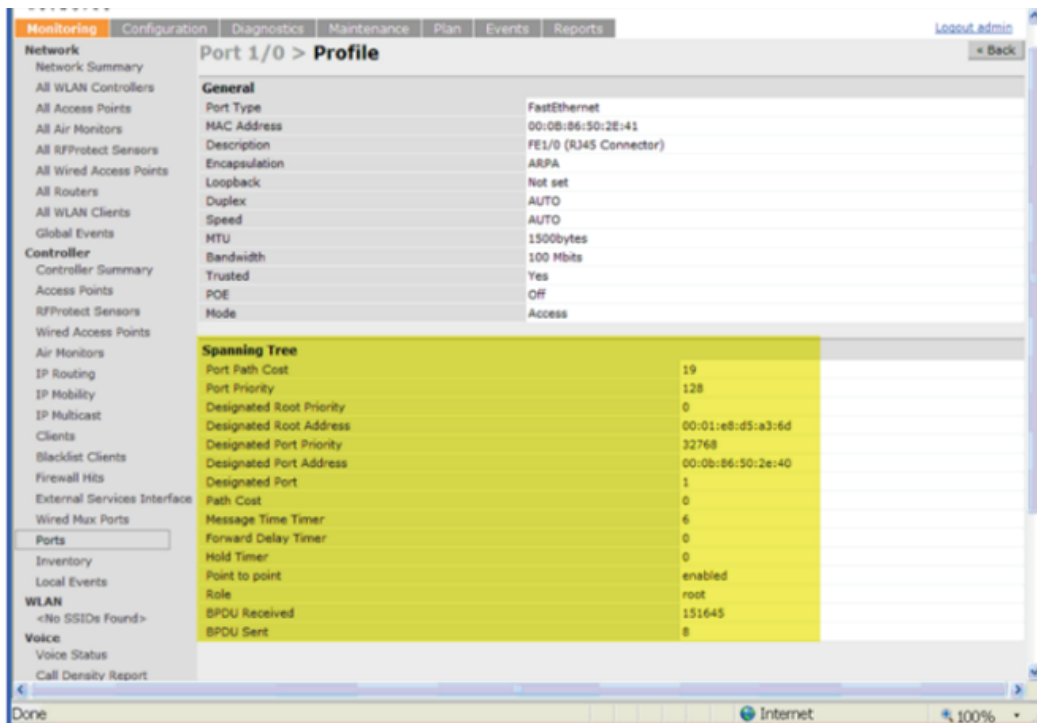 Monitoring Configuration Diagnostics Maintenance Plan Events Reports Logout admin
Network
Network Summary
All WLAN Controllers
All Access Points
All Air Monitors
All RFProtect Sensors
All Wired Access Points
All Routers
All WLAN Clients
Global Events
Controller
Controller Summary
Access Points
RFProtect Sensors
Wired Access Points
Air Monitors
IP Routing
IP Mobility
IP Multicast
Clients
Blacklist Clients
Firewall Hits
External Services Interface
Wired Mux Ports
Ports
Inventory
Local Events
WLAN
<No SSIDs Found>
Voice
Voice Status
Call Density Report
Port 1/0 > Profile
« Back
General
Port Type FastEthernet
MAC Address 00:0B:86:50:2E:41
Description FE1/0 (RJ45 Connector)
Encapsulation ARPA
Loopback Not set
Duplex AUTO
Speed AUTO
MTU 1500bytes
Bandwidth 100 Mbits
Trusted Yes
POE Off
Mode Access
Spanning Tree
Port Path Cost 19
Port Priority 128
Designated Root Priority 0
Designated Root Address 00:01:e8:d5:a3:6d
Designated Port Priority 32768
Designated Port Address 00:0b:86:50:2e:40
Designated Port 1
Path Cost 0
Message Time Timer 6
Forward Delay Timer 0
Hold Timer 0
Point to point enabled
Role root
BPDU Received 151645
BPDU Sent 8
Done Internet 100%